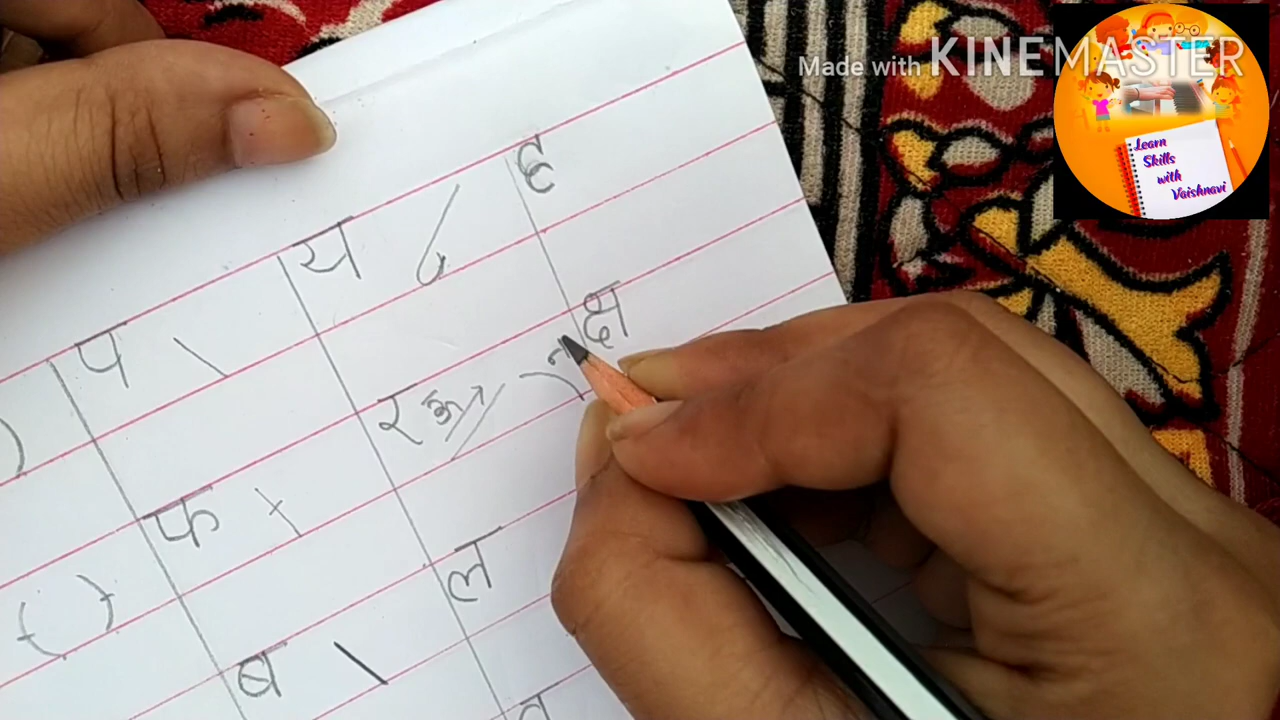 Made with KINEMASTER
Learn
Skills
with
Vaishnavi
प
फ
ब
य
र
ल
ह
क्ष